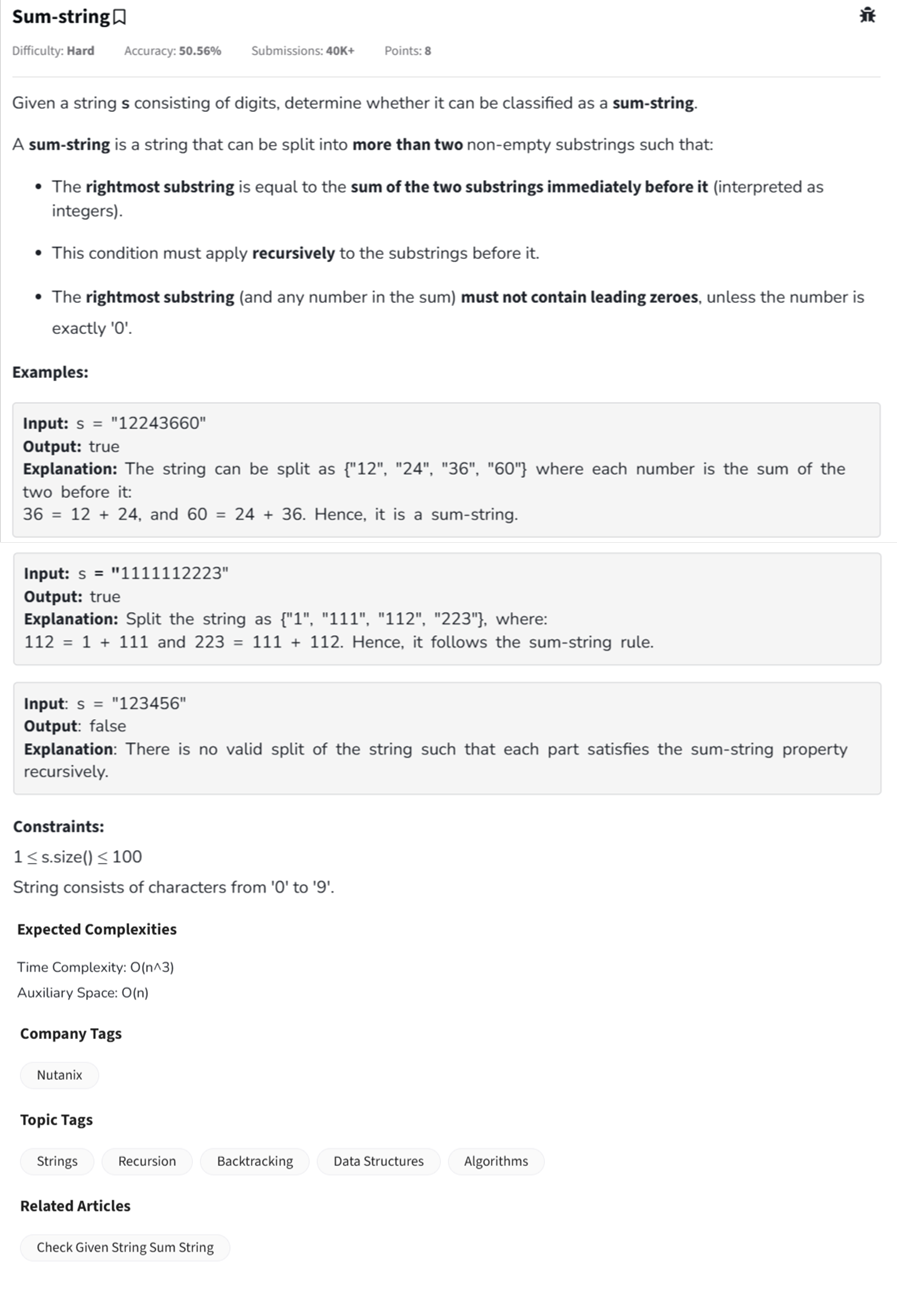 Sum-string
Difficulty: Hard Accuracy: 50.56% Submissions: 40K+ Points: 8
Given a string s consisting of digits, determine whether it can be classified as a sum-string.
A sum-string is a string that can be split into more than two non-empty substrings such that:
• The rightmost substring is equal to the sum of the two substrings immediately before it (interpreted as
integers).
• This condition must apply recursively to the substrings before it.
• The rightmost substring (and any number in the sum) must not contain leading zeroes, unless the number is
exactly '0'.
Examples:
Input: s = "12243660"
Output: true
Explanation: The string can be split as {"12", "24", "36", "60"} where each number is the sum of the
two before it:
36 = 12 + 24, and 60 = 24 + 36. Hence, it is a sum-string.
Input: s = "1111112223"
Output: true
Explanation: Split the string as {"1", "111", "112", "223"}, where:
112 = 1 + 111 and 223 = 111 + 112. Hence, it follows the sum-string rule.
Input: s = "123456"
Output: false
Explanation: There is no valid split of the string such that each part satisfies the sum-string property
recursively.
Constraints:
1 ≤ s.size() ≤ 100
String consists of characters from '0' to '9'.
Expected Complexities
Time Complexity: O(n^3)
Auxiliary Space: O(n)
Company Tags
Nutanix
Topic Tags
Strings Recursion Backtracking Data Structures Algorithms
Related Articles
Check Given String Sum String